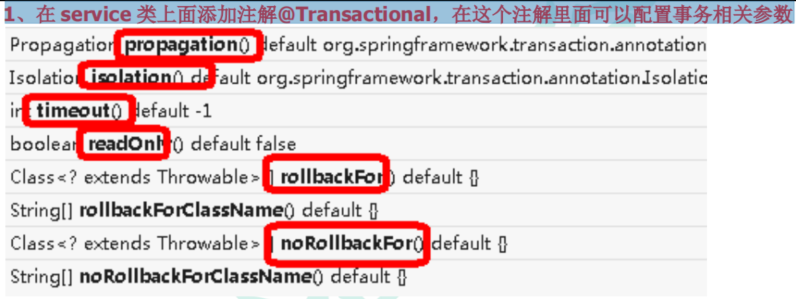 1、在 service 类上面添加注解@Transactional，在这个注解里面可以配置事务相关参数
Propagation propagation() default org.springframework.transaction.annotation
Isolation isolation() default org.springframework.transaction.annotation.Isolatio
int timeout() default -1
boolean readOnly() default false
Class<? extends Throwable> [] rollbackFor() default {}
String[] rollbackForClassName() default {}
Class<? extends Throwable> [] noRollbackFor() default {}
String[] noRollbackForClassName() default {}